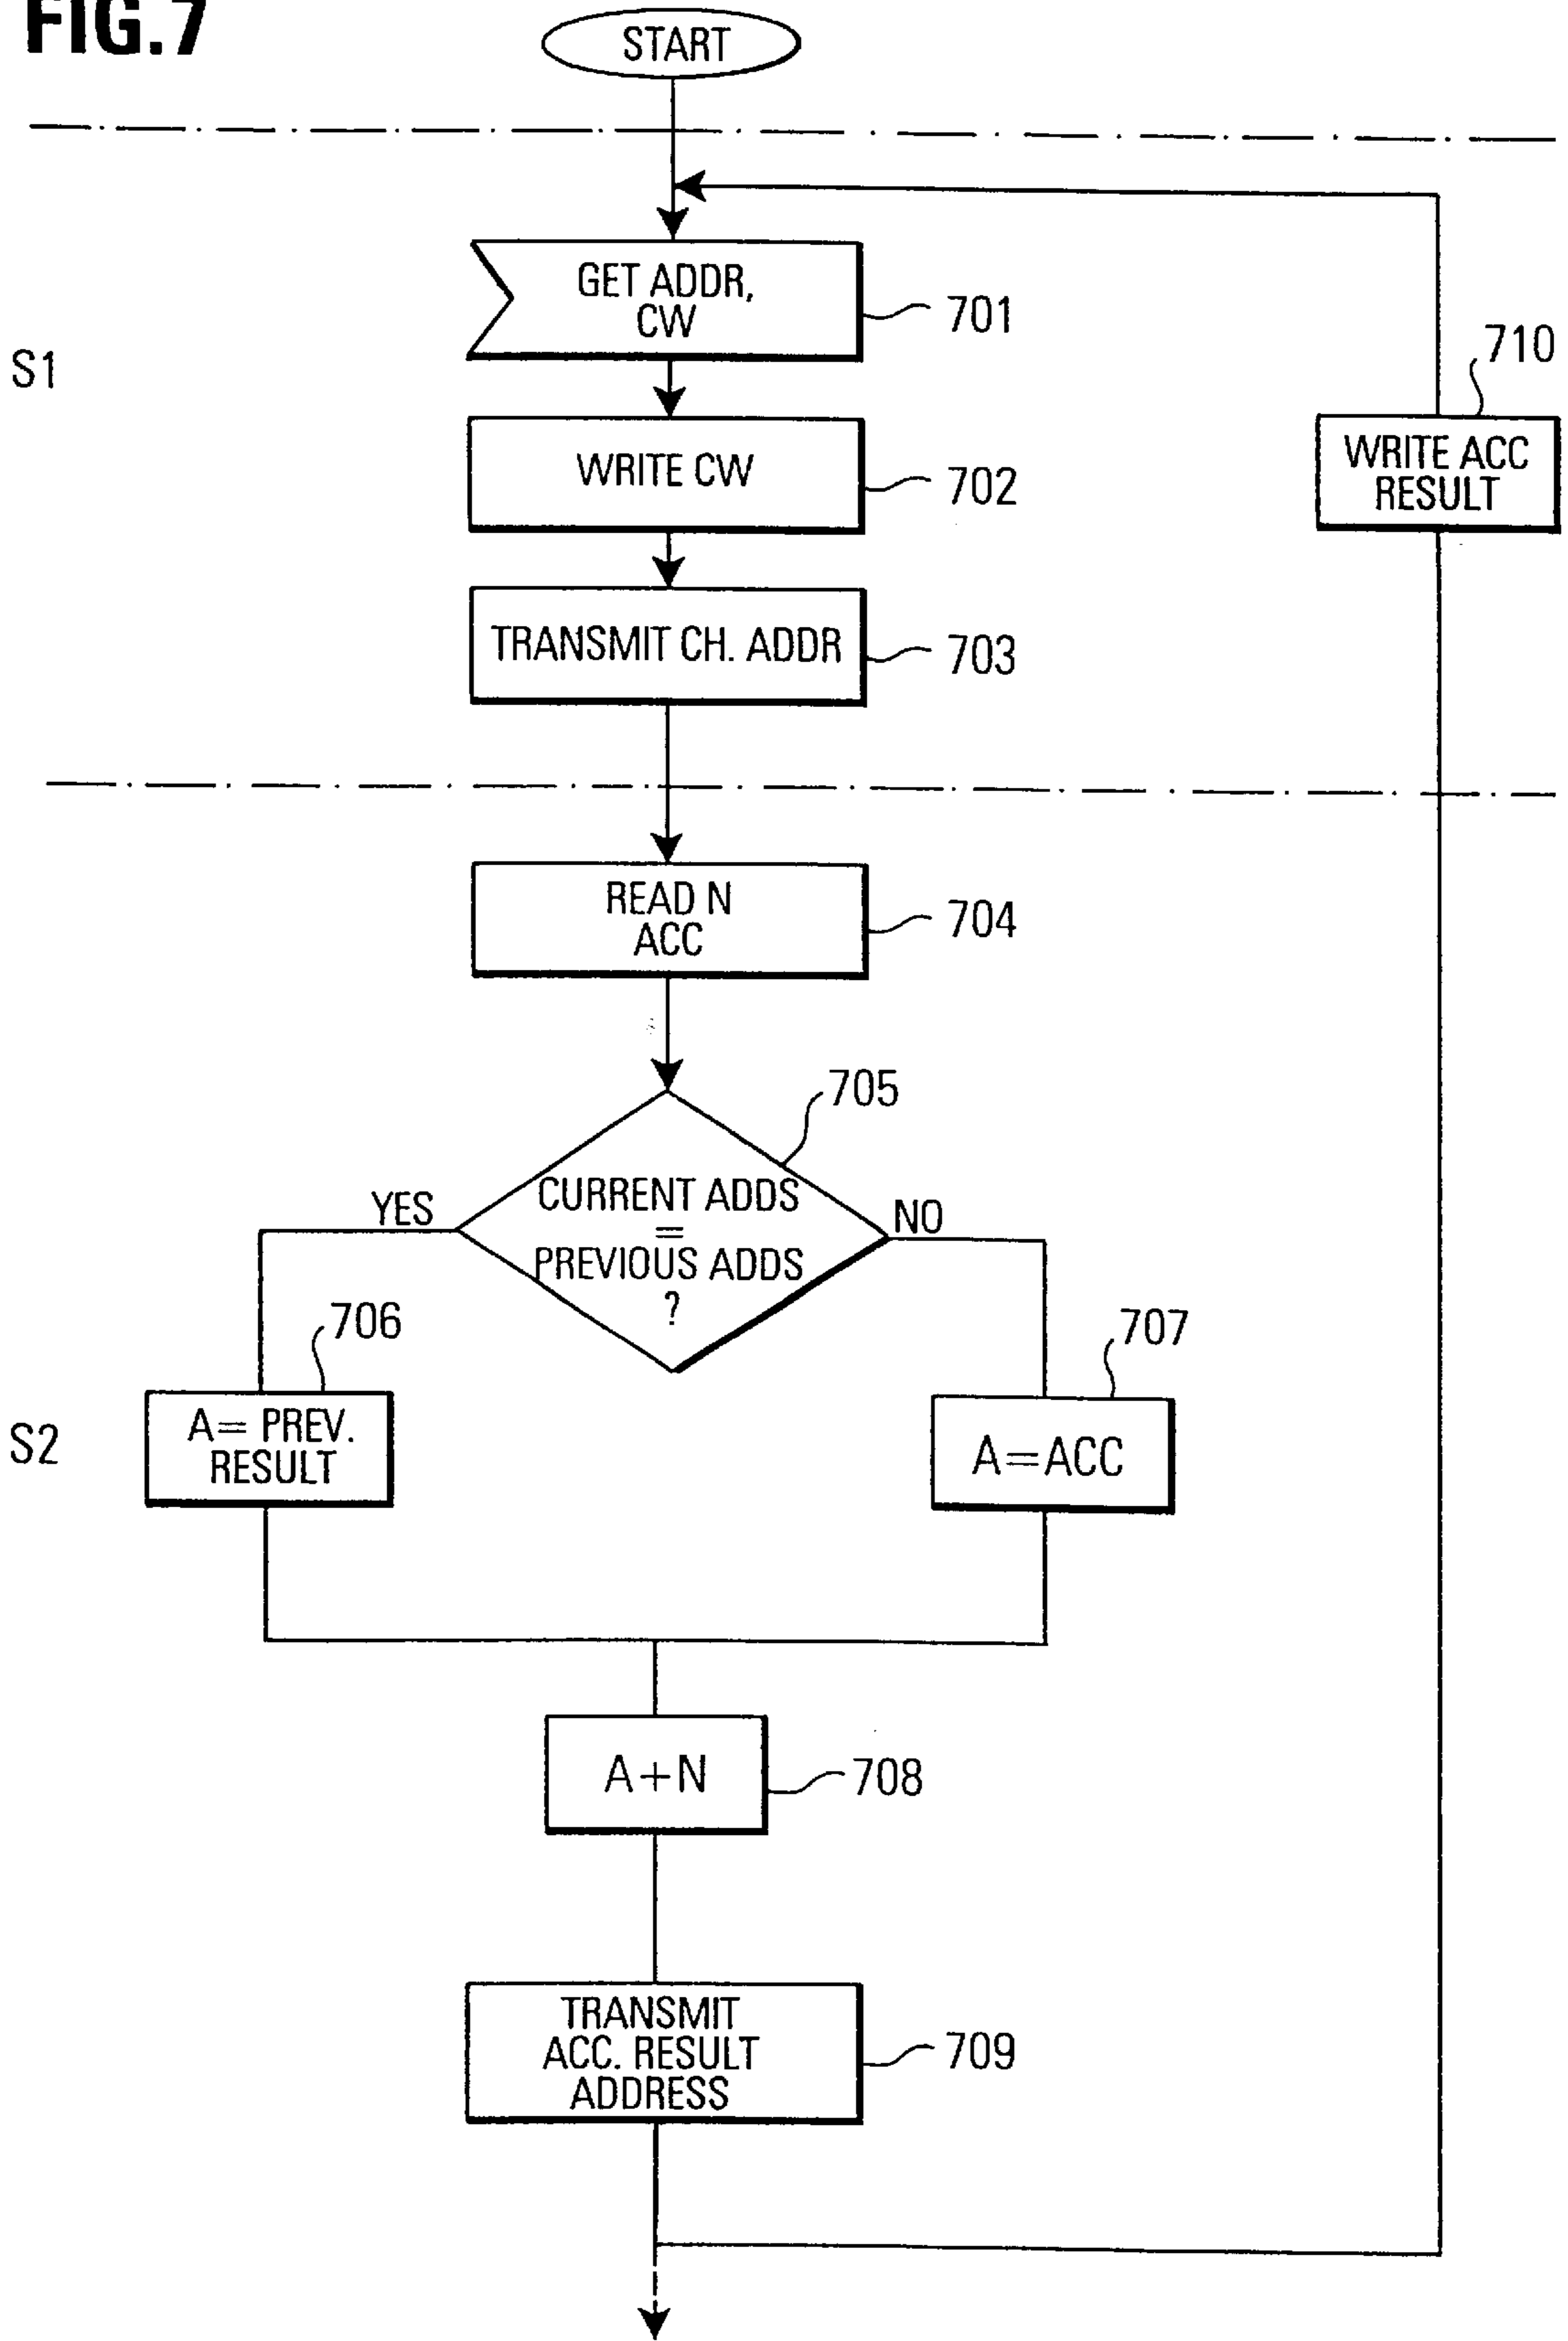 FIG.7
START
GET ADDR,
CW
701
S1
710
WRITE CW
702
WRITE ACC
RESULT
TRANSMIT CH. ADDR
703
READ N
ACC
704
705
CURRENT ADDS
=
PREVIOUS ADDS
?
YES
NO
706
707
S2
A= PREV.
RESULT
A=ACC
A+N
708
TRANSMIT
ACC. RESULT
ADDRESS
709